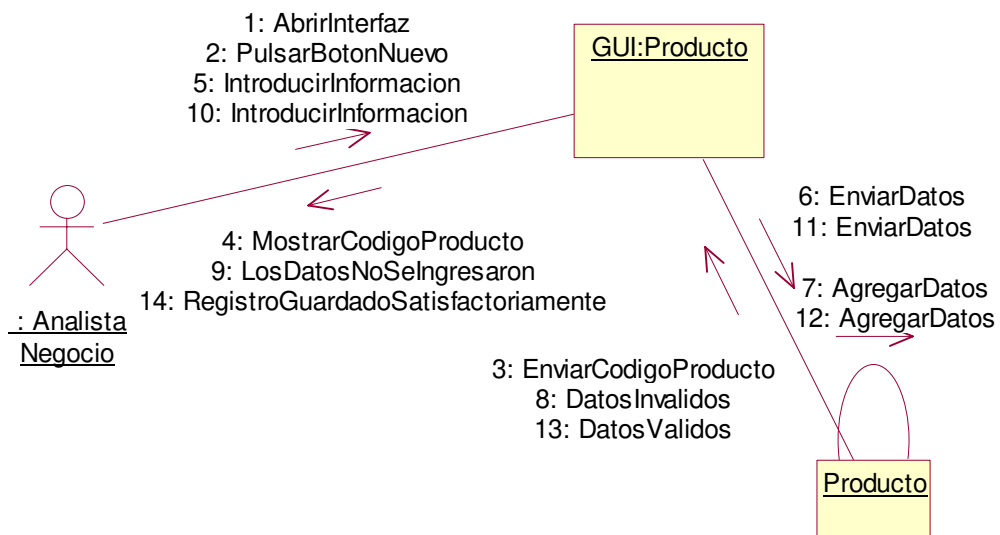 1: AbrirInterfaz
2: PulsarBotonNuevo
5: IntroducirInformacion
10: IntroducirInformacion
GUI:Producto
6: EnviarDatos
11: EnviarDatos
4: MostrarCodigoProducto
9: LosDatosNoSeIngresaron
14: RegistroGuardadoSatisfactoriamente
7: AgregarDatos
12: AgregarDatos
: Analista
Negocio
3: EnviarCodigoProducto
8: DatosInvalidos
13: DatosValidos
Producto